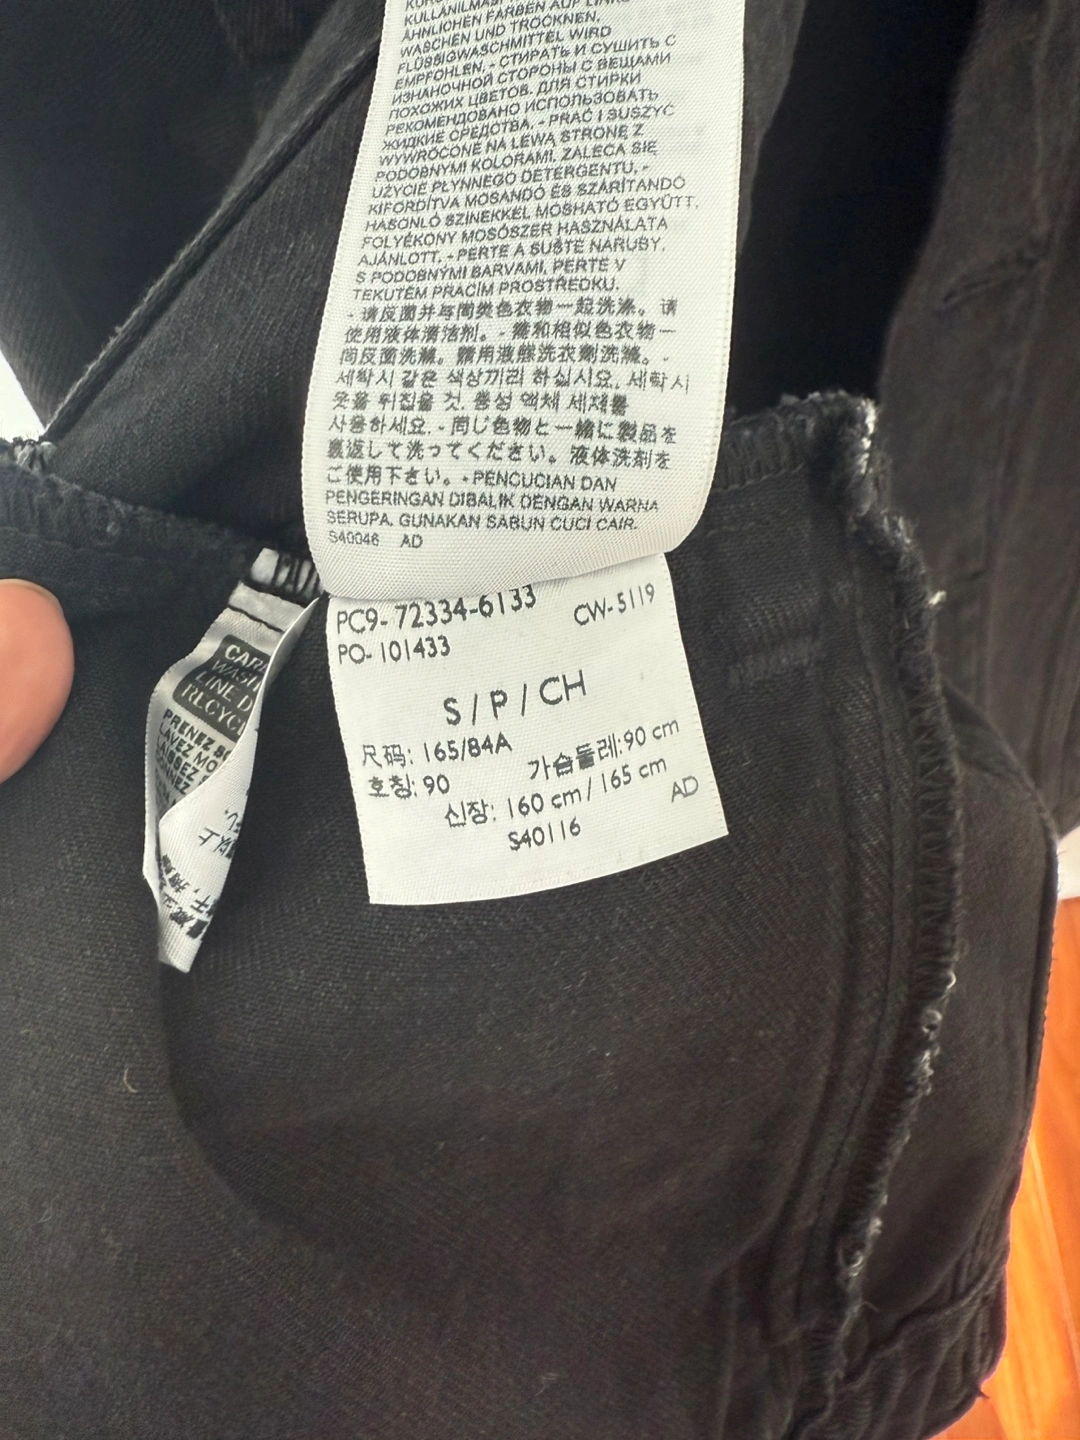 KULLANILMASI
ÄHNLICHEN FARBEN AUF LINKS
WASCHEN UND TROCKNEN.
FLÜSSIGWASCHMITTEL WIRD
EMPFOHLEN. - СТИРАТЬ И СУШИТЬ С
ИЗНАНОЧНОЙ СТОРОНЫ С ВЕЩАМИ
ПОХОЖИХ ЦВЕТОВ. ДЛЯ СТИРКИ
РЕКОМЕНДОВАНО ИСПОЛЬЗОВАТЬ
ЖИДКИЕ СРЕДСТВА. - PRAĆ I SUSZYĆ
WYWRÓCONE NA LEWĄ STRONĘ Z
PODOBNYMI KOLORAMI. ZALECA SIĘ
UŻYCIE PŁYNNEGO DETERGENTU. -
KIFORDÍTVA MOSANDÓ ÉS SZÁRÍTANDÓ
HASONLÓ SZÍNEKKEL MOSHATÓ EGYÜTT.
FOLYÉKONY MOSÓSZER HASZNÁLATA
AJÁNLOTT. - PERTE A SUŠTE NARUBY.
S PODOBNÝMI BARVAMI. PERTE V
TEKUTÉM PRACÍM PROSTŘEDKU.
- 请反面并与同类色衣物一起洗涤。请
使用液体清洁剂。- 需和相似色衣物一
同反面洗滌。請用液態洗衣劑洗滌。-
세탁시 같은 색상끼리 하십시요. 세탁시
옷을 뒤집을 것. 중성 액체 세제를
사용하세요. - 同じ色物と一緒に製品を
裏返して洗ってください。液体洗剤を
ご使用下さい。- PENCUCIAN DAN
PENGERINGAN DIBALIK DENGAN WARNA
SERUPA. GUNAKAN SABUN CUCI CAIR.
S40046 AD
PC9- 72334-6133 CW-5119
PO- 101433
S / P / CH
尺码: 165/84A
호칭: 90 가슴둘레:90 cm
신장: 160 cm / 165 cm
S40116 AD
LINE D
PRENEZ
LAVEZ